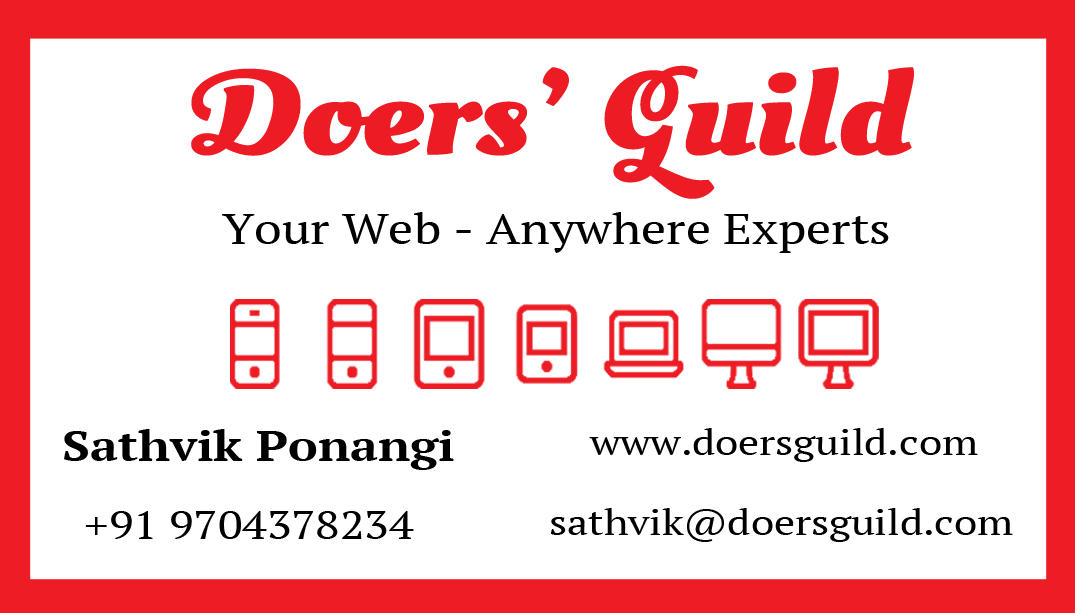 Doers’ Guild
Your Web - Anywhere Experts
Sathvik Ponangi
www.doersguild.com
+91 9704378234
sathvik@doersguild.com